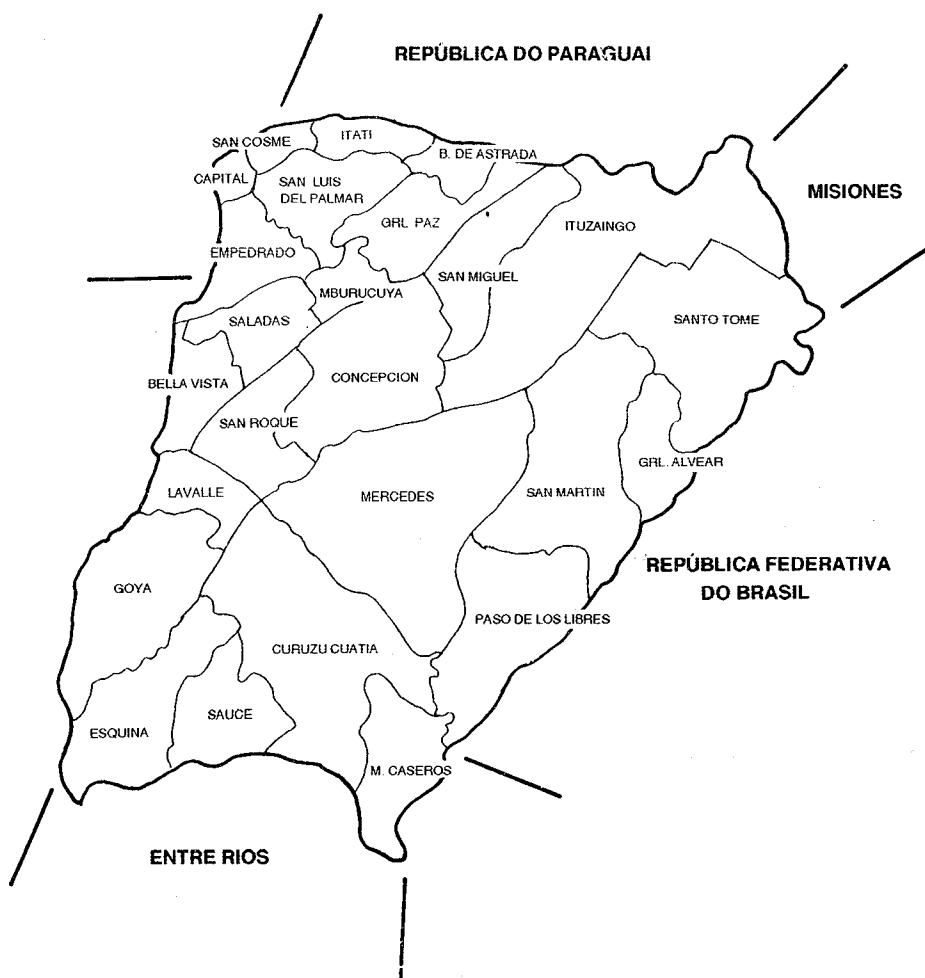 REPÚBLICA DO PARAGUAI
ITATI
SAN COSME
B. DE ASTRADA
CAPITAL
SAN LUIS
DEL PALMAR
MISIONES
GRL. PAZ
ITUZAINGO
EMPEDRADO
SAN MIGUEL
MBURUCUYA
SALADAS
SANTO TOME
CONCEPCION
BELLA VISTA
SAN ROQUE
GRL. ALVEAR
LAVALLE
MERCEDES
SAN MARTIN
REPÚBLICA FEDERATIVA
DO BRASIL
GOYA
PASO DE LOS LIBRES
CURUZU CUATIA
SAUCE
ESQUINA
M. CASEROS
ENTRE RIOS